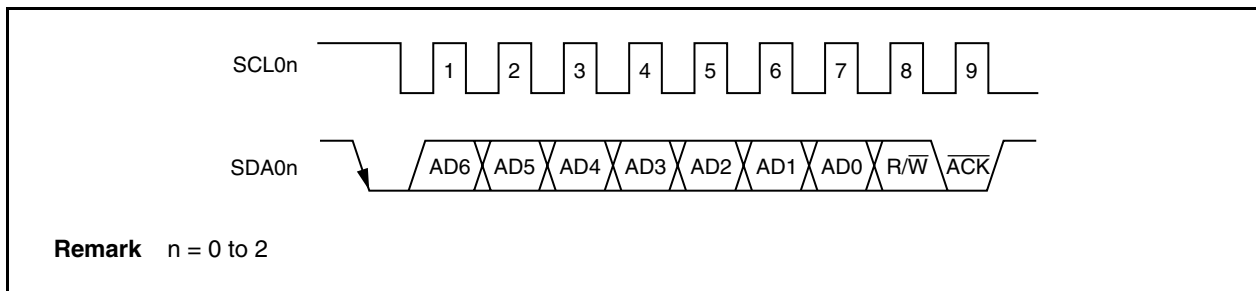 SCL0n
1 2 3 4 5 6 7 8 9
SDA0n
AD6 AD5 AD4 AD3 AD2 AD1 AD0 R/W̅ A̅C̅K̅
Remark n = 0 to 2